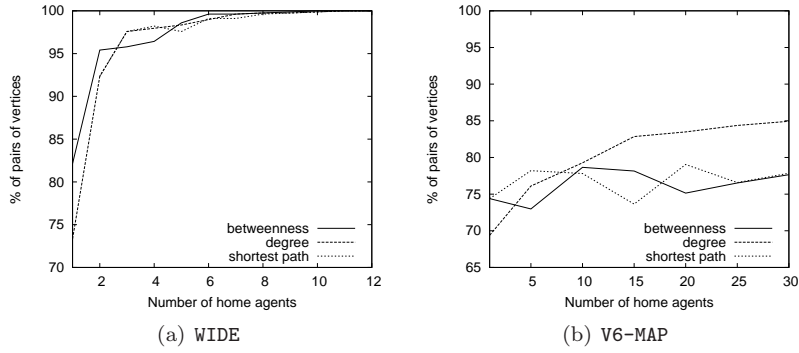 100
95
90
85
80
75
70
% of pairs of vertices
2
4
6
8
10
12
Number of home agents
betweenness
degree
shortest path
(a) WIDE
100
95
90
85
80
75
70
65
% of pairs of vertices
5
10
15
20
25
30
Number of home agents
betweenness
degree
shortest path
(b) V6-MAP